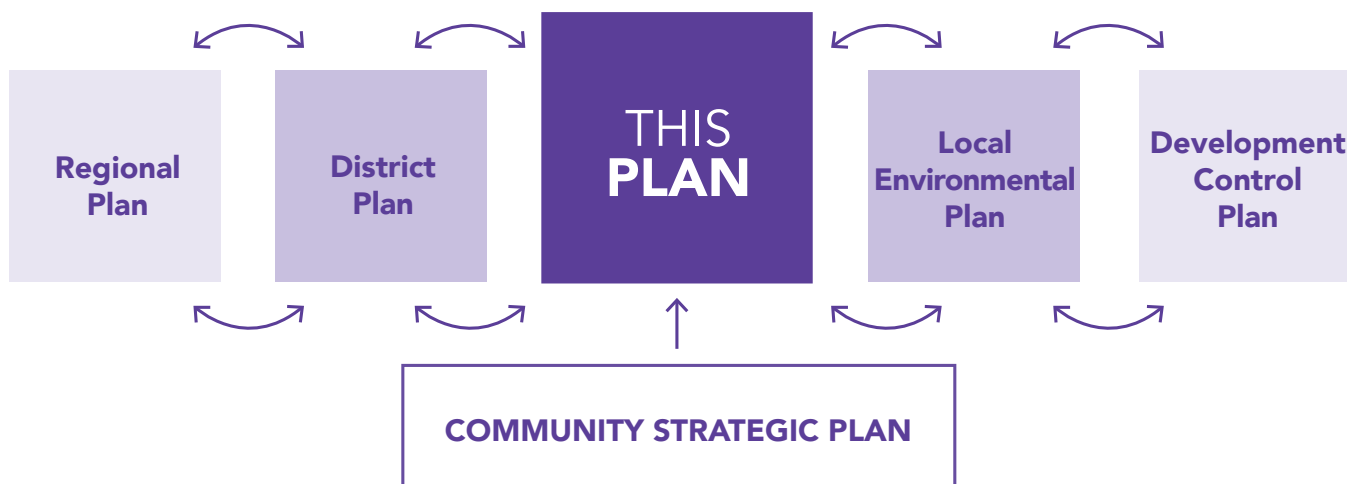 Regional
Plan
District
Plan
THIS
PLAN
Local
Environmental
Plan
Development
Control
Plan
COMMUNITY STRATEGIC PLAN